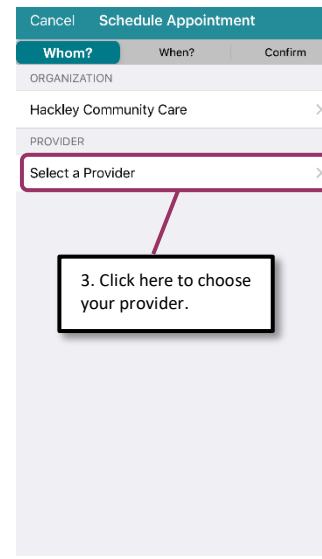 Cancel Schedule Appointment
Whom? When? Confirm
ORGANIZATION
Hackley Community Care
PROVIDER
Select a Provider
3. Click here to choose
your provider.